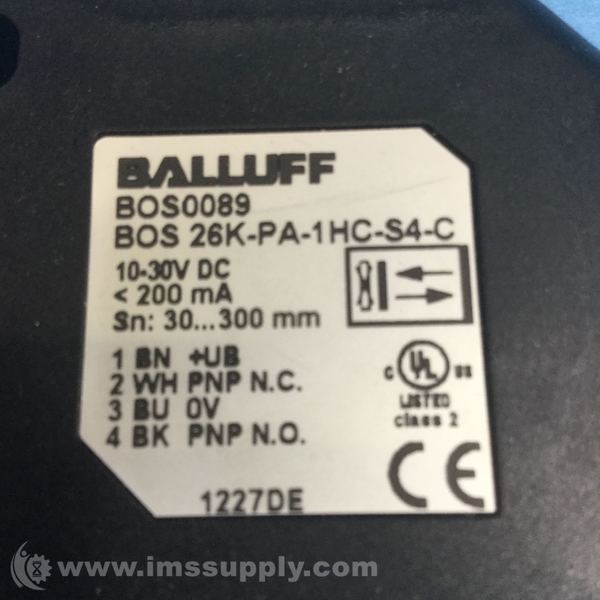 BALLUFF
BOS0089
BOS 26K-PA-1HC-S4-C
10-30V DC
< 200 mA
Sn: 30...300 mm
1 BN +UB
2 WH PNP N.C.
3 BU 0V
4 BK PNP N.O.
C UL US
LISTED
class 2
CE
1227DE
www.imssupply.com